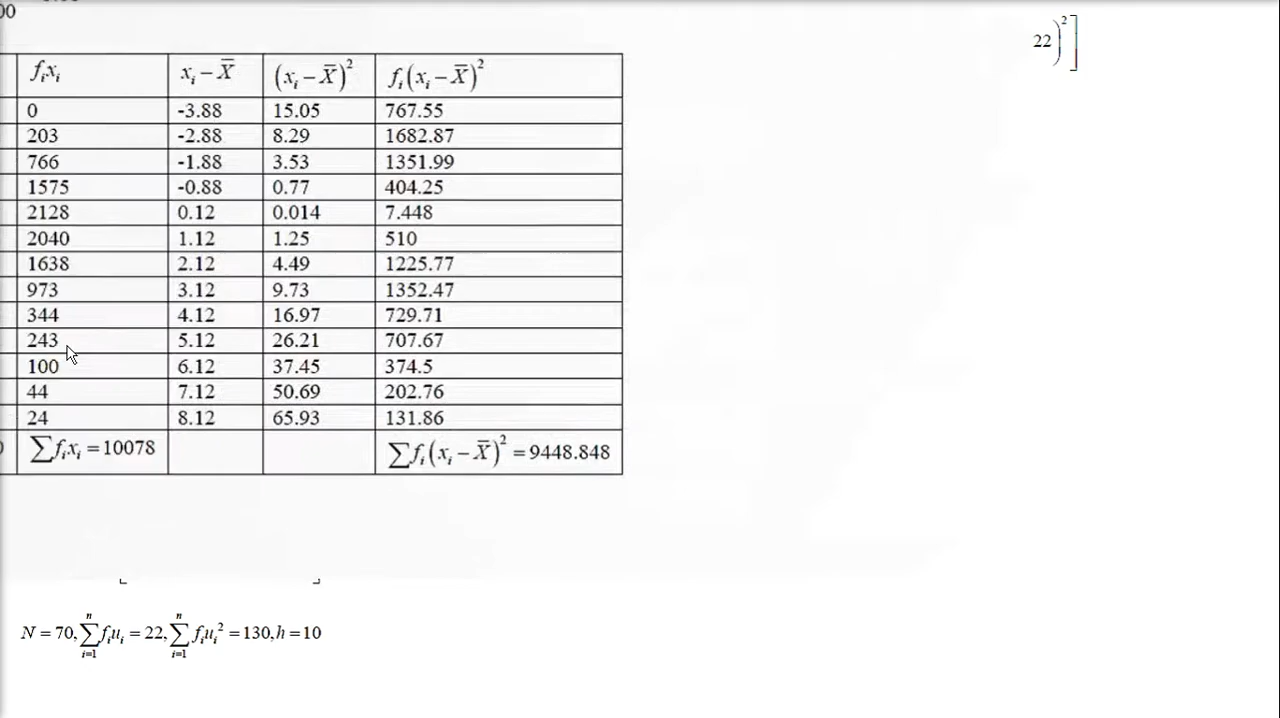 00
22)²]
fᵢxᵢ xᵢ − X̅ (xᵢ − X̅)² fᵢ(xᵢ − X̅)²
0 -3.88 15.05 767.55
203 -2.88 8.29 1682.87
766 -1.88 3.53 1351.99
1575 -0.88 0.77 404.25
2128 0.12 0.014 7.448
2040 1.12 1.25 510
1638 2.12 4.49 1225.77
973 3.12 9.73 1352.47
344 4.12 16.97 729.71
243 5.12 26.21 707.67
100 6.12 37.45 374.5
44 7.12 50.69 202.76
24 8.12 65.93 131.86
∑fᵢxᵢ = 10078 ∑fᵢ(xᵢ − X̅)² = 9448.848
N = 70, ∑ⁿᵢ₌₁ fᵢuᵢ = 22, ∑ⁿᵢ₌₁ fᵢuᵢ² = 130, h = 10